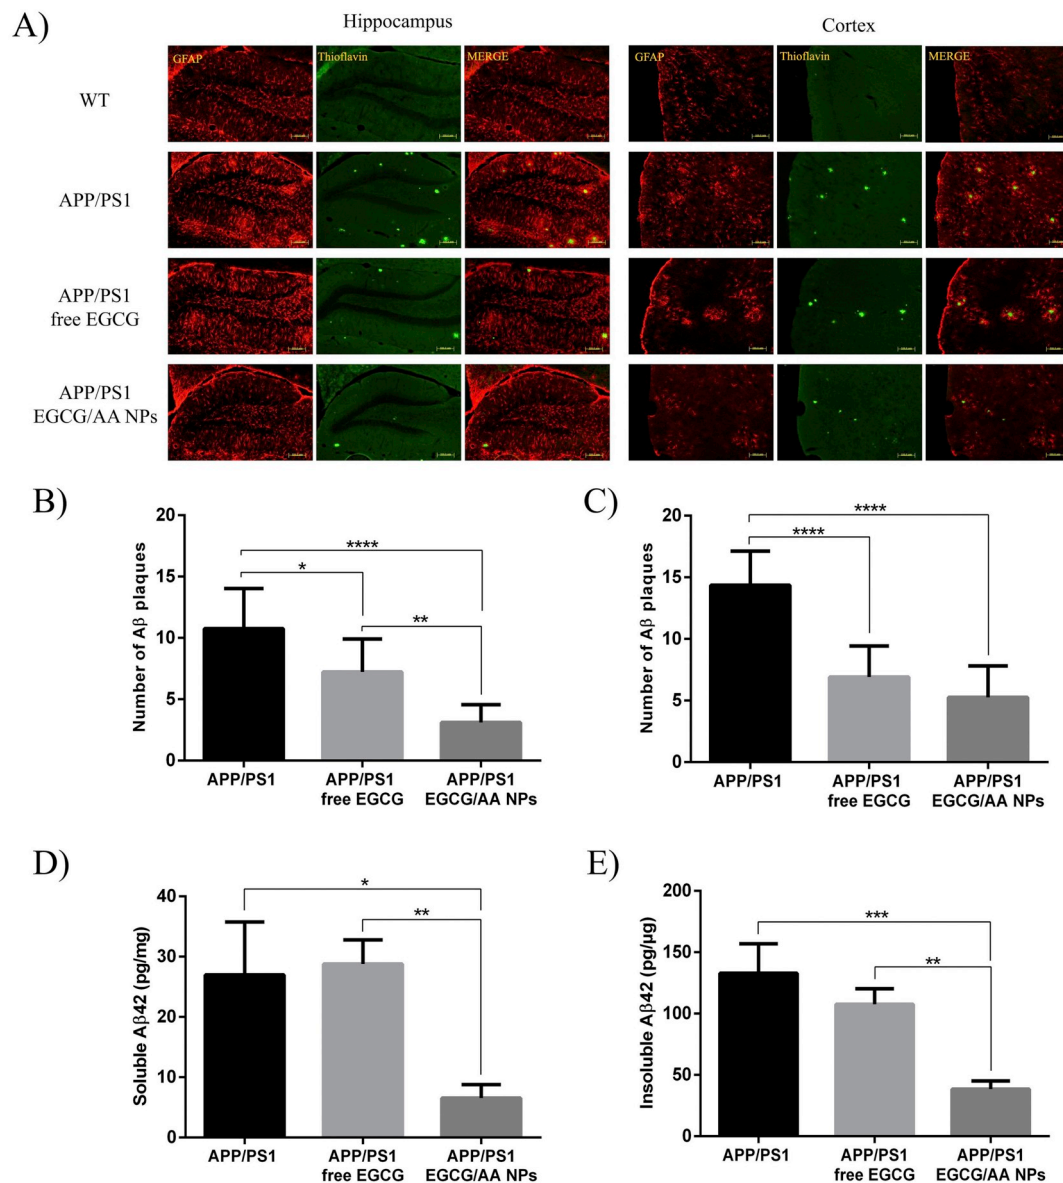 A)
Hippocampus
Cortex
GFAP
Thioflavin
MERGE
GFAP
Thioflavin
MERGE
WT
APP/PS1
APP/PS1
free EGCG
APP/PS1
EGCG/AA NPs
B)
Number of Aβ plaques
20
15
10
5
0
****
*
**
APP/PS1
APP/PS1
free EGCG
APP/PS1
EGCG/AA NPs
C)
Number of Aβ plaques
20
15
10
5
0
****
****
APP/PS1
APP/PS1
free EGCG
APP/PS1
EGCG/AA NPs
D)
Soluble Aβ42 (pg/mg)
40
30
20
10
0
*
**
APP/PS1
APP/PS1
free EGCG
APP/PS1
EGCG/AA NPs
E)
Insoluble Aβ42 (pg/µg)
200
150
100
50
0
***
**
APP/PS1
APP/PS1
free EGCG
APP/PS1
EGCG/AA NPs